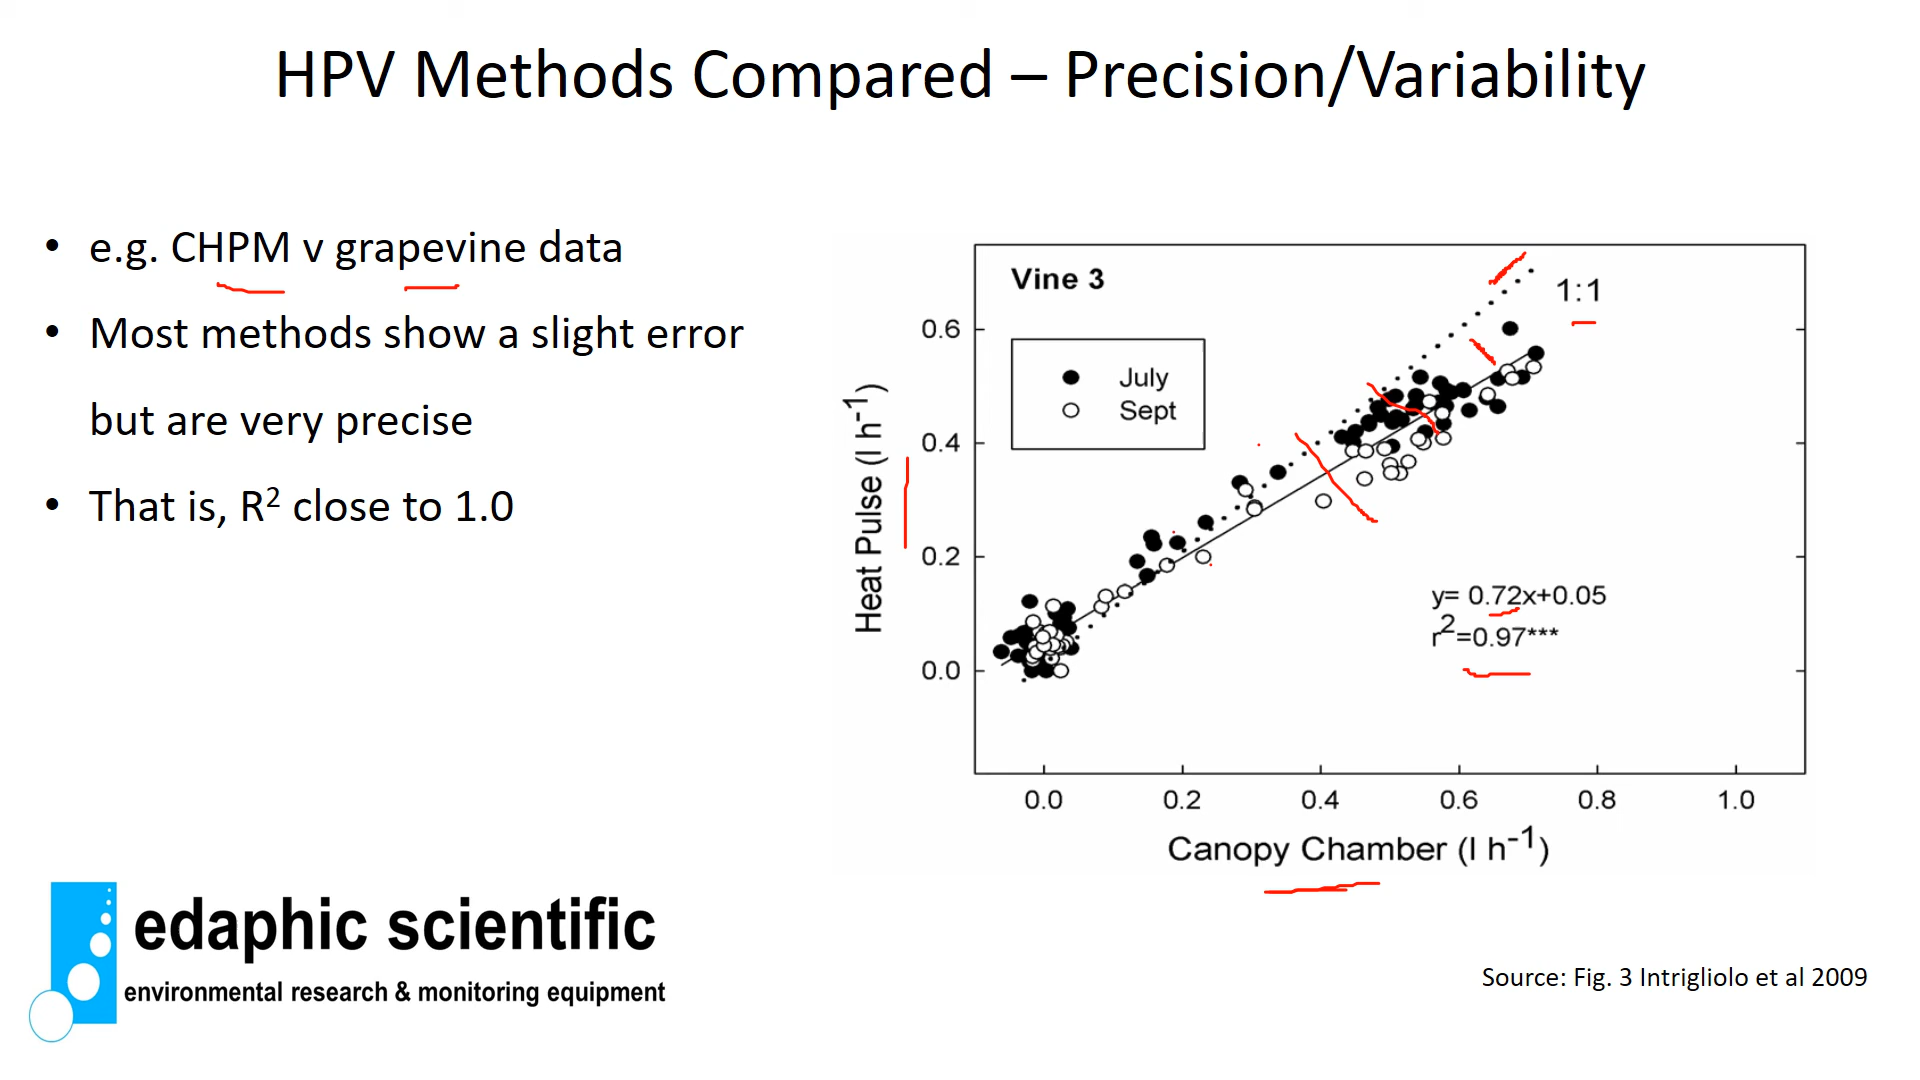 HPV Methods Compared – Precision/Variability
• e.g. CHPM v grapevine data
• Most methods show a slight error
but are very precise
• That is, R² close to 1.0
Vine 3
1:1
July
Sept
0.6
0.4
0.2
0.0
Heat Pulse (l h⁻¹)
y= 0.72x+0.05
r²=0.97***
0.0 0.2 0.4 0.6 0.8 1.0
Canopy Chamber (l h⁻¹)
edaphic scientific
environmental research & monitoring equipment
Source: Fig. 3 Intrigliolo et al 2009